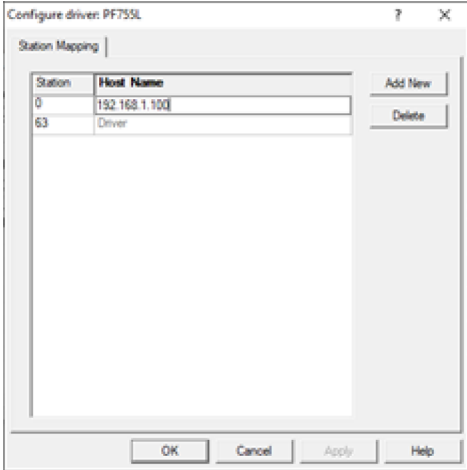 Configure driver: PF755L ? X
Station Mapping
Station Host Name Add New
0 192.168.1.100
63 Driver Delete
OK Cancel Apply Help